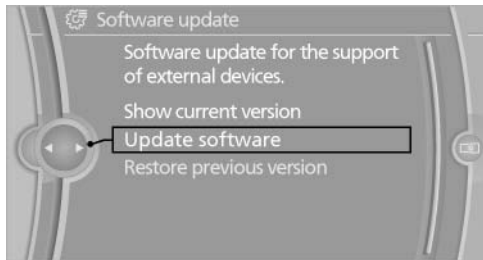 Software update
Software update for the support
of external devices.
Show current version
Update software
Restore previous version